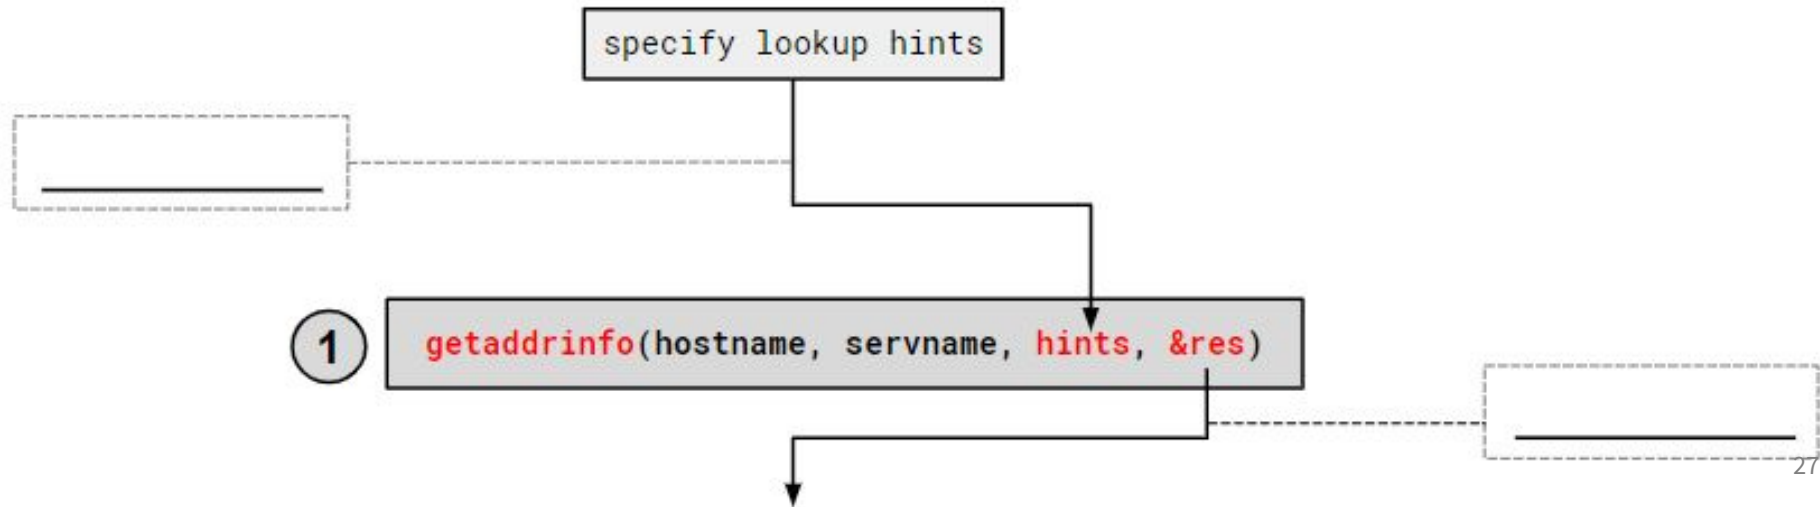 specify lookup hints
1
getaddrinfo(hostname, servname, hints, &res)
27